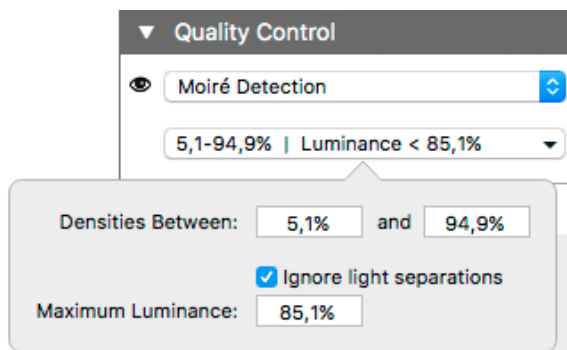 Quality Control
Moiré Detection
5,1-94,9% | Luminance < 85,1%
Densities Between: 5,1% and 94,9%
Ignore light separations
Maximum Luminance: 85,1%